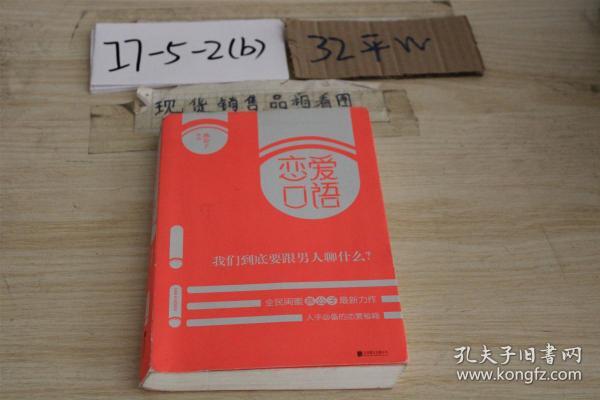 17-5-2(b)
32平W
现货销售品相看图
恋爱
口语
我们到底要跟男人聊什么?
全民闺蜜
最新力作
人手必备的恋爱秘籍
孔夫子旧书网
www.kongfz.com